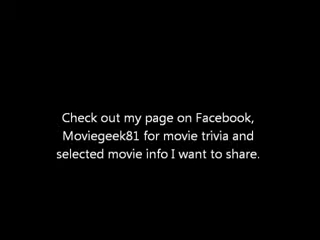 Check out my page on Facebook,
Moviegeek81 for movie trivia and
selected movie info I want to share.